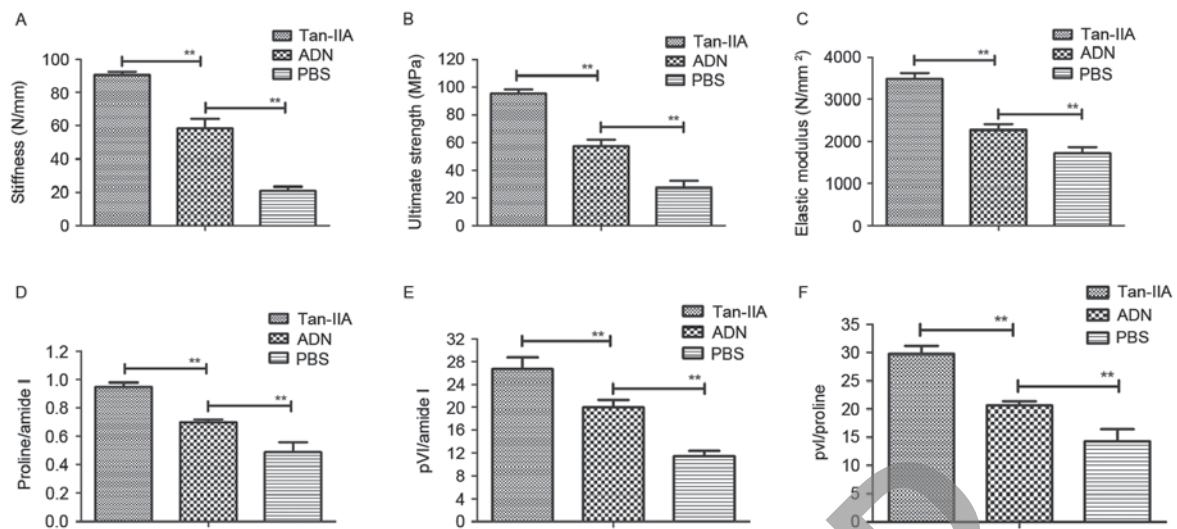 A
Tan-IIA
ADN
PBS
**
**
Stiffness (N/mm)
100
80
60
40
20
0
B
Tan-IIA
ADN
PBS
**
**
Ultimate strength (MPa)
120
100
80
60
40
20
0
C
Tan-IIA
ADN
PBS
**
**
Elastic modulus (N/mm²)
4000
3000
2000
1000
0
D
Tan-IIA
ADN
PBS
**
**
Proline/amide I
1.2
1.0
0.8
0.6
0.4
0.2
0.0
E
Tan-IIA
ADN
PBS
**
**
pVI/amide I
28
24
28
20
16
12
4
F
Tan-IIA
ADN
PBS
**
**
pvI/proline
35
30
25
20
15
10
5
0